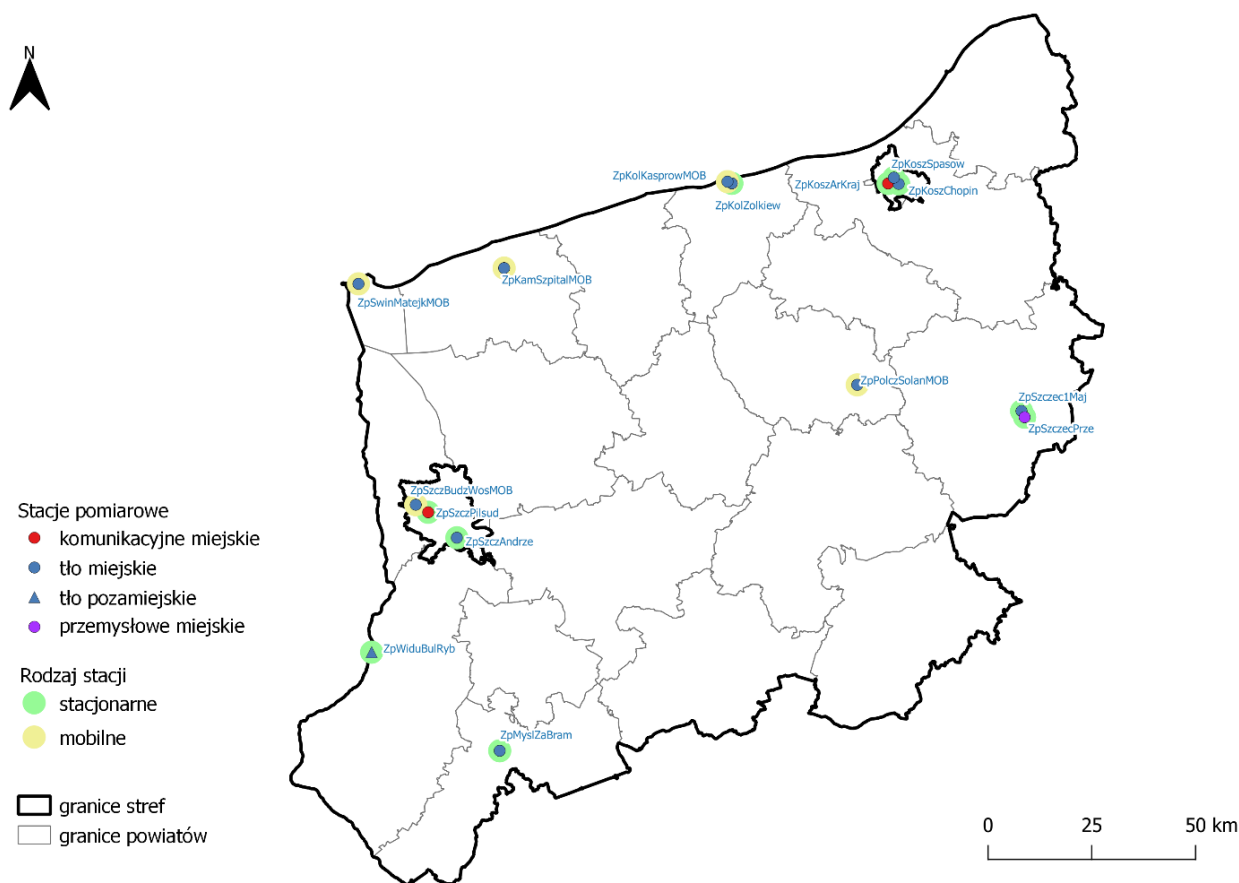 N
ZpKoszSpasow
ZpKolKasprowMOB
ZpKoszArKraj
ZpKoszChopin
ZpKolZolkiew
ZpKamSzpitalMOB
ZpSwinMatejkMOB
ZpPolczSolanMOB
ZpSzczec1Maj
ZpSzczecPrze
ZpSzczBudzWosMOB
ZpSzczPilsud
ZpSzczAndrze
ZpWiduBulRyb
ZpMyslZaBram
Stacje pomiarowe
komunikacyjne miejskie
tło miejskie
tło pozamiejskie
przemysłowe miejskie
Rodzaj stacji
stacjonarne
mobilne
granice stref
granice powiatów
0 25 50 km